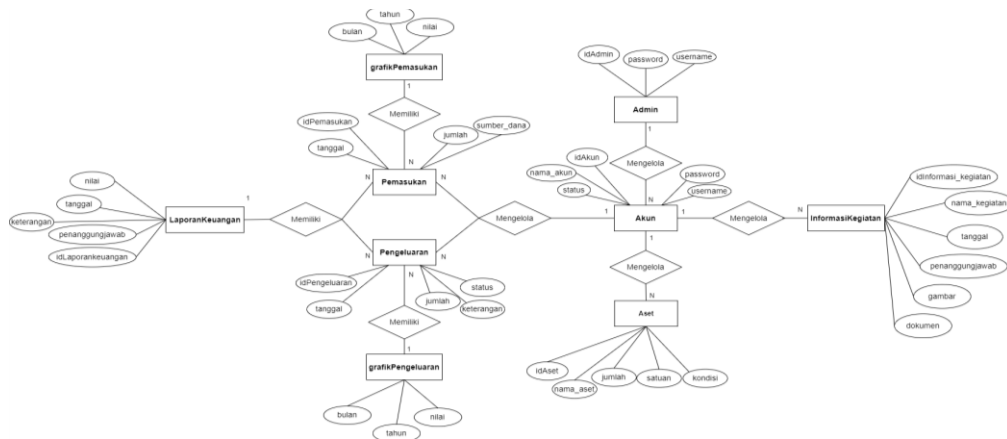 tahun
bulan
nilai
grafikPemasukan
1
Memiliki
idPemasukan
jumlah
sumber_dana
tanggal
N
N
N
Pemasukan
nilai
tanggal
keterangan
penanggungjawab
idLaporankeuangan
1
LaporanKeuangan
Memiliki
Mengelola
1
N
N
N
Pengeluaran
idPengeluaran
status
tanggal
jumlah
keterangan
Memiliki
1
grafikPengeluaran
bulan
nilai
tahun
idAdmin
password
username
Admin
1
Mengelola
idAkun
nama_akun
password
status
username
N
Akun
1
Mengelola
N
InformasiKegiatan
idinformasi_kegiatan
nama_kegiatan
tanggal
penanggungjawab
gambar
dokumen
1
Mengelola
N
Aset
idAset
jumlah
satuan
kondisi
nama_aset